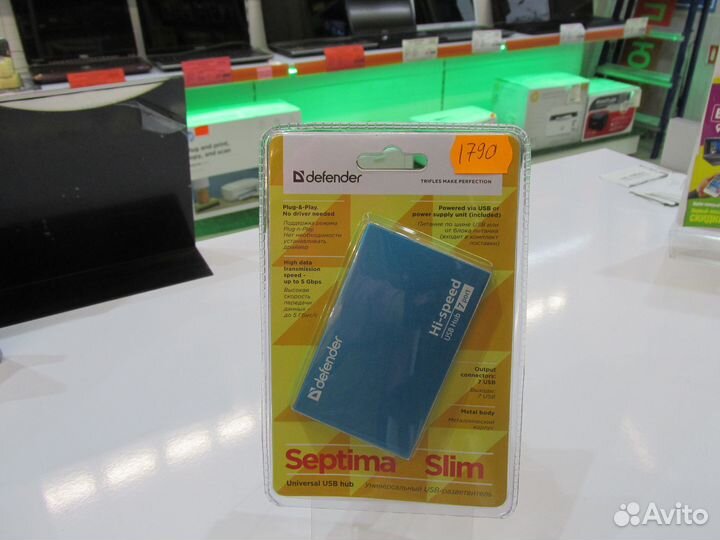 1790
defender
TRIFLES MAKE PERFECTION
Plug-&-Play.
No driver needed
Поддержка режима
Plug-n-Play.
Нет необходимости
устанавливать
драйвер
Powered via USB or
power supply unit (included)
Питание по шине USB или
от блока питания
(входит в комплект
поставки)
High data
transmission
speed -
up to 5 Gbps
Высокая
скорость
передачи
данных -
до 5 Гбит/с
Hi-speed
USB Hub 7 port
defender
Output
connectors:
7 USB
Выходы:
7 USB
Metal body
Металлический
корпус
Septima Slim
Universal USB hub
Универсальный USB-разветвитель
Avito